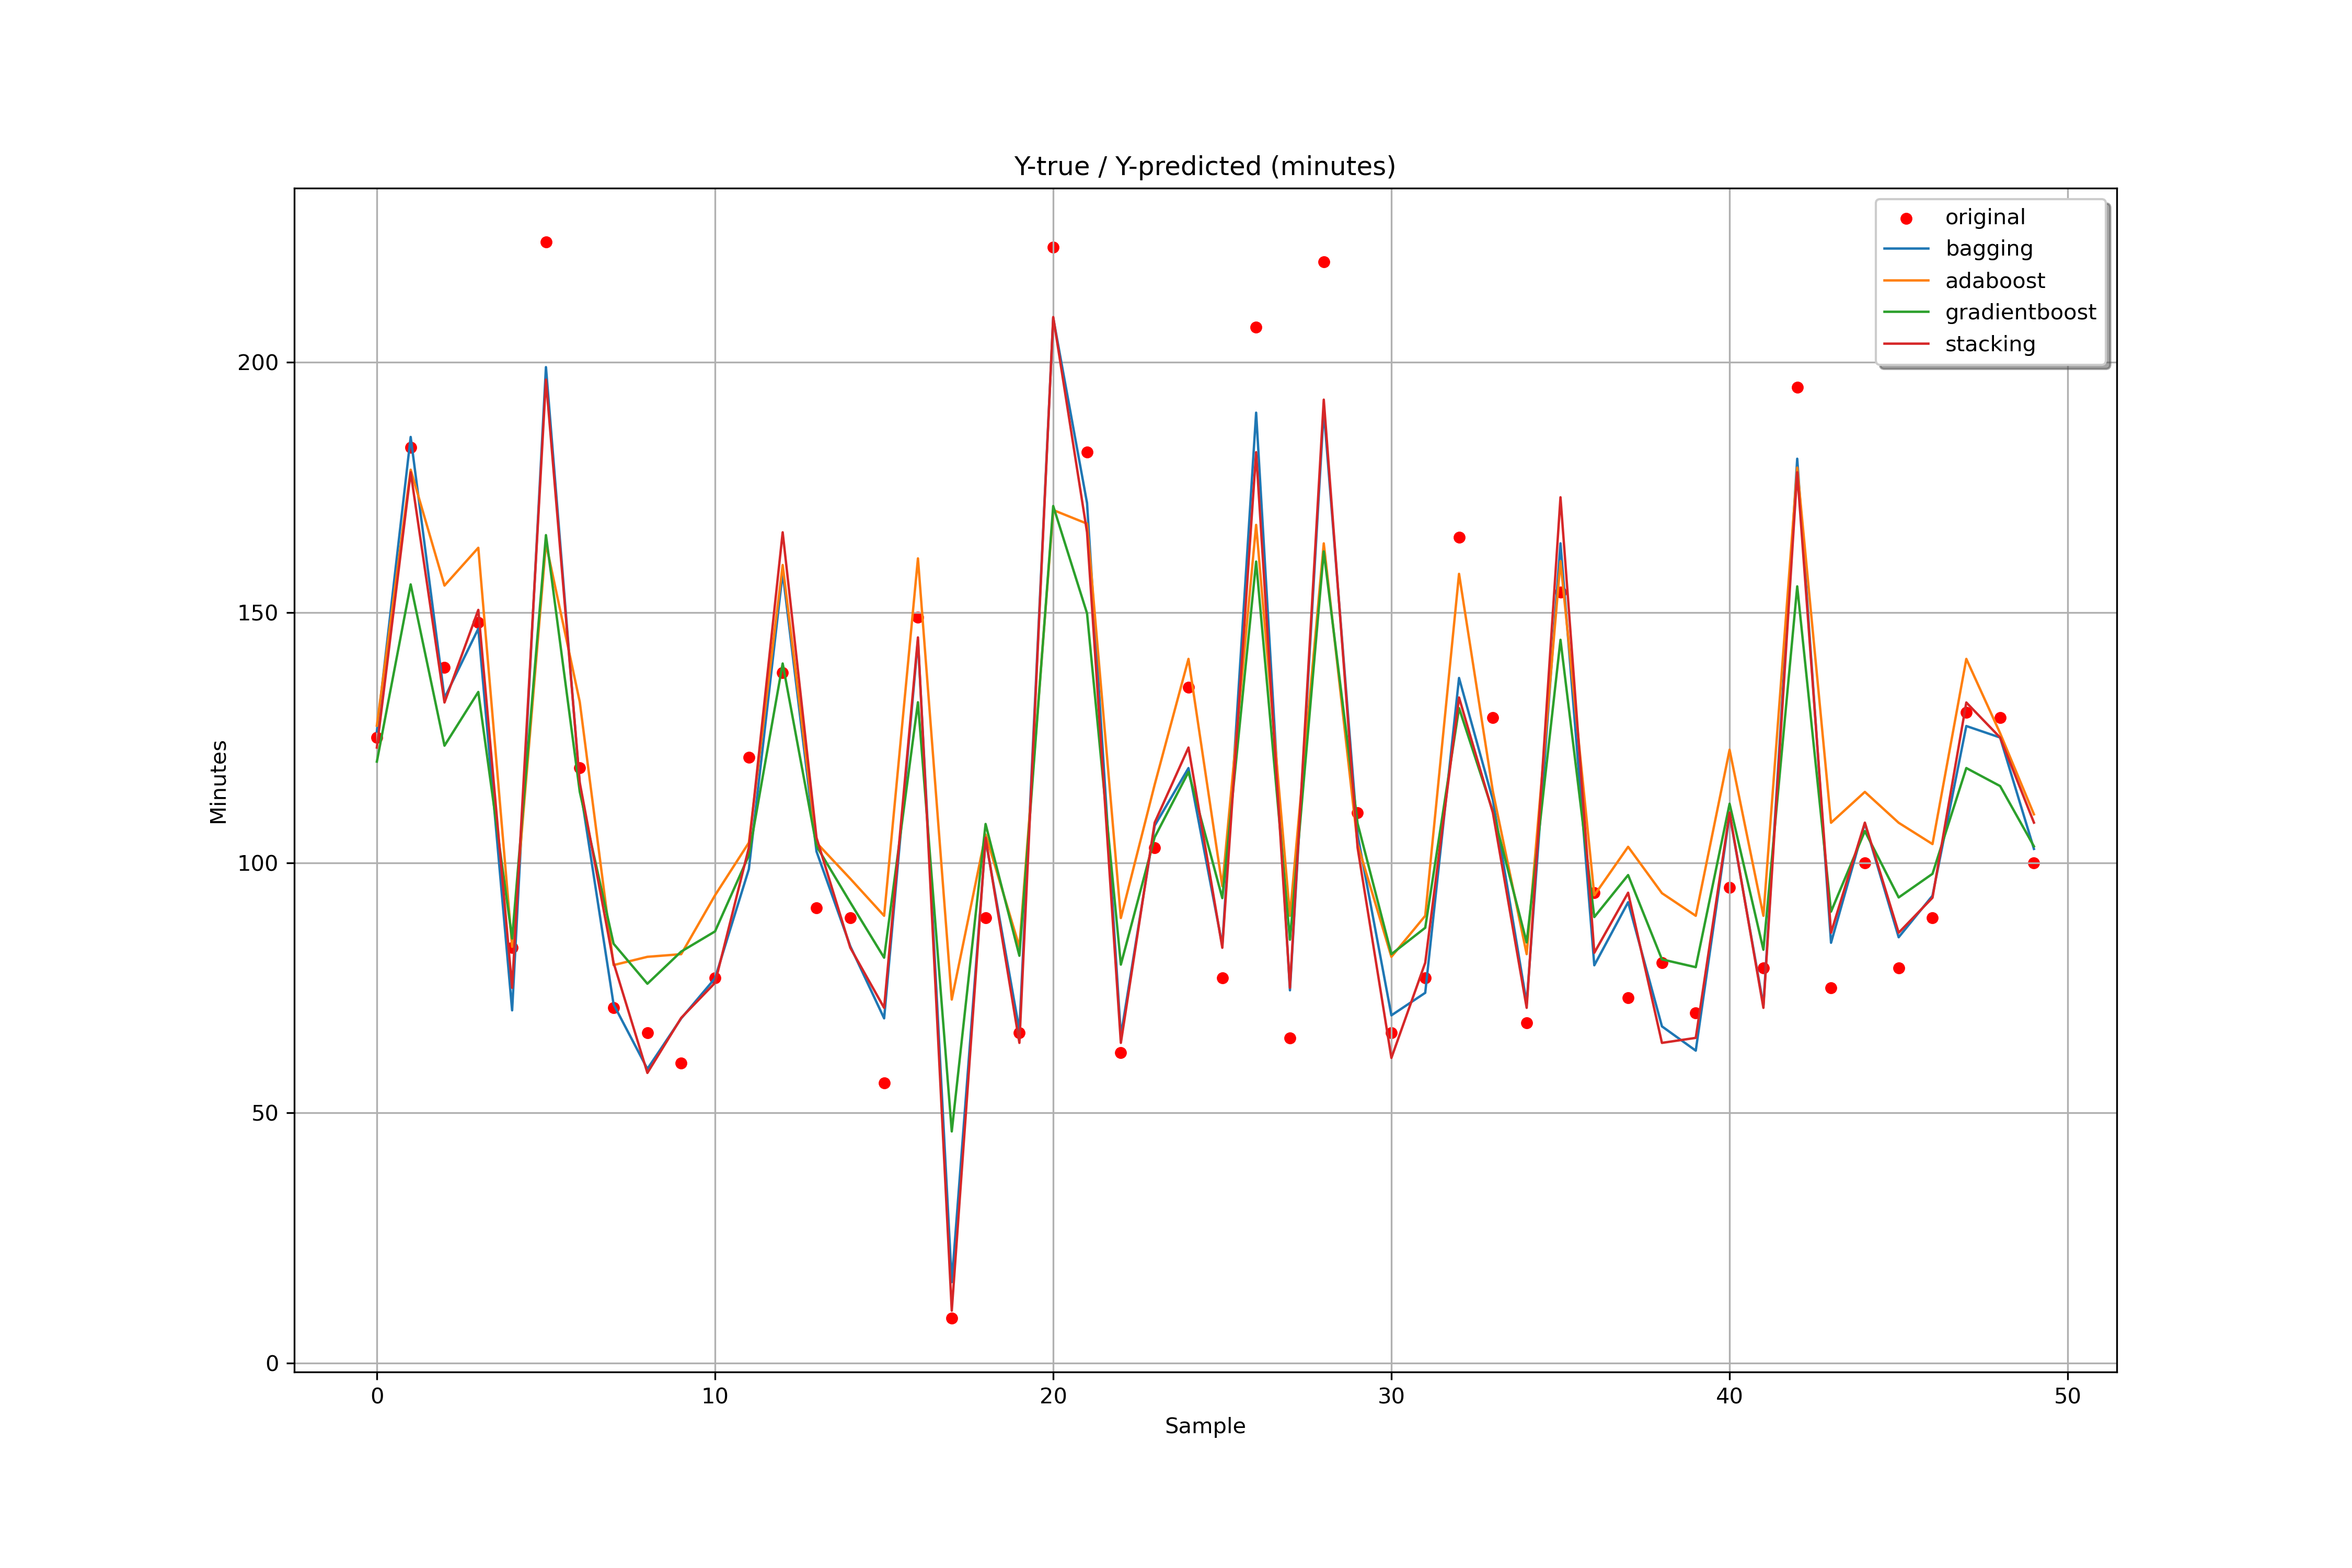 Y-true / Y-predicted (minutes)
original
bagging
adaboost
gradientboost
stacking
Minutes
200
150
100
50
0
0 10 20 30 40 50
Sample